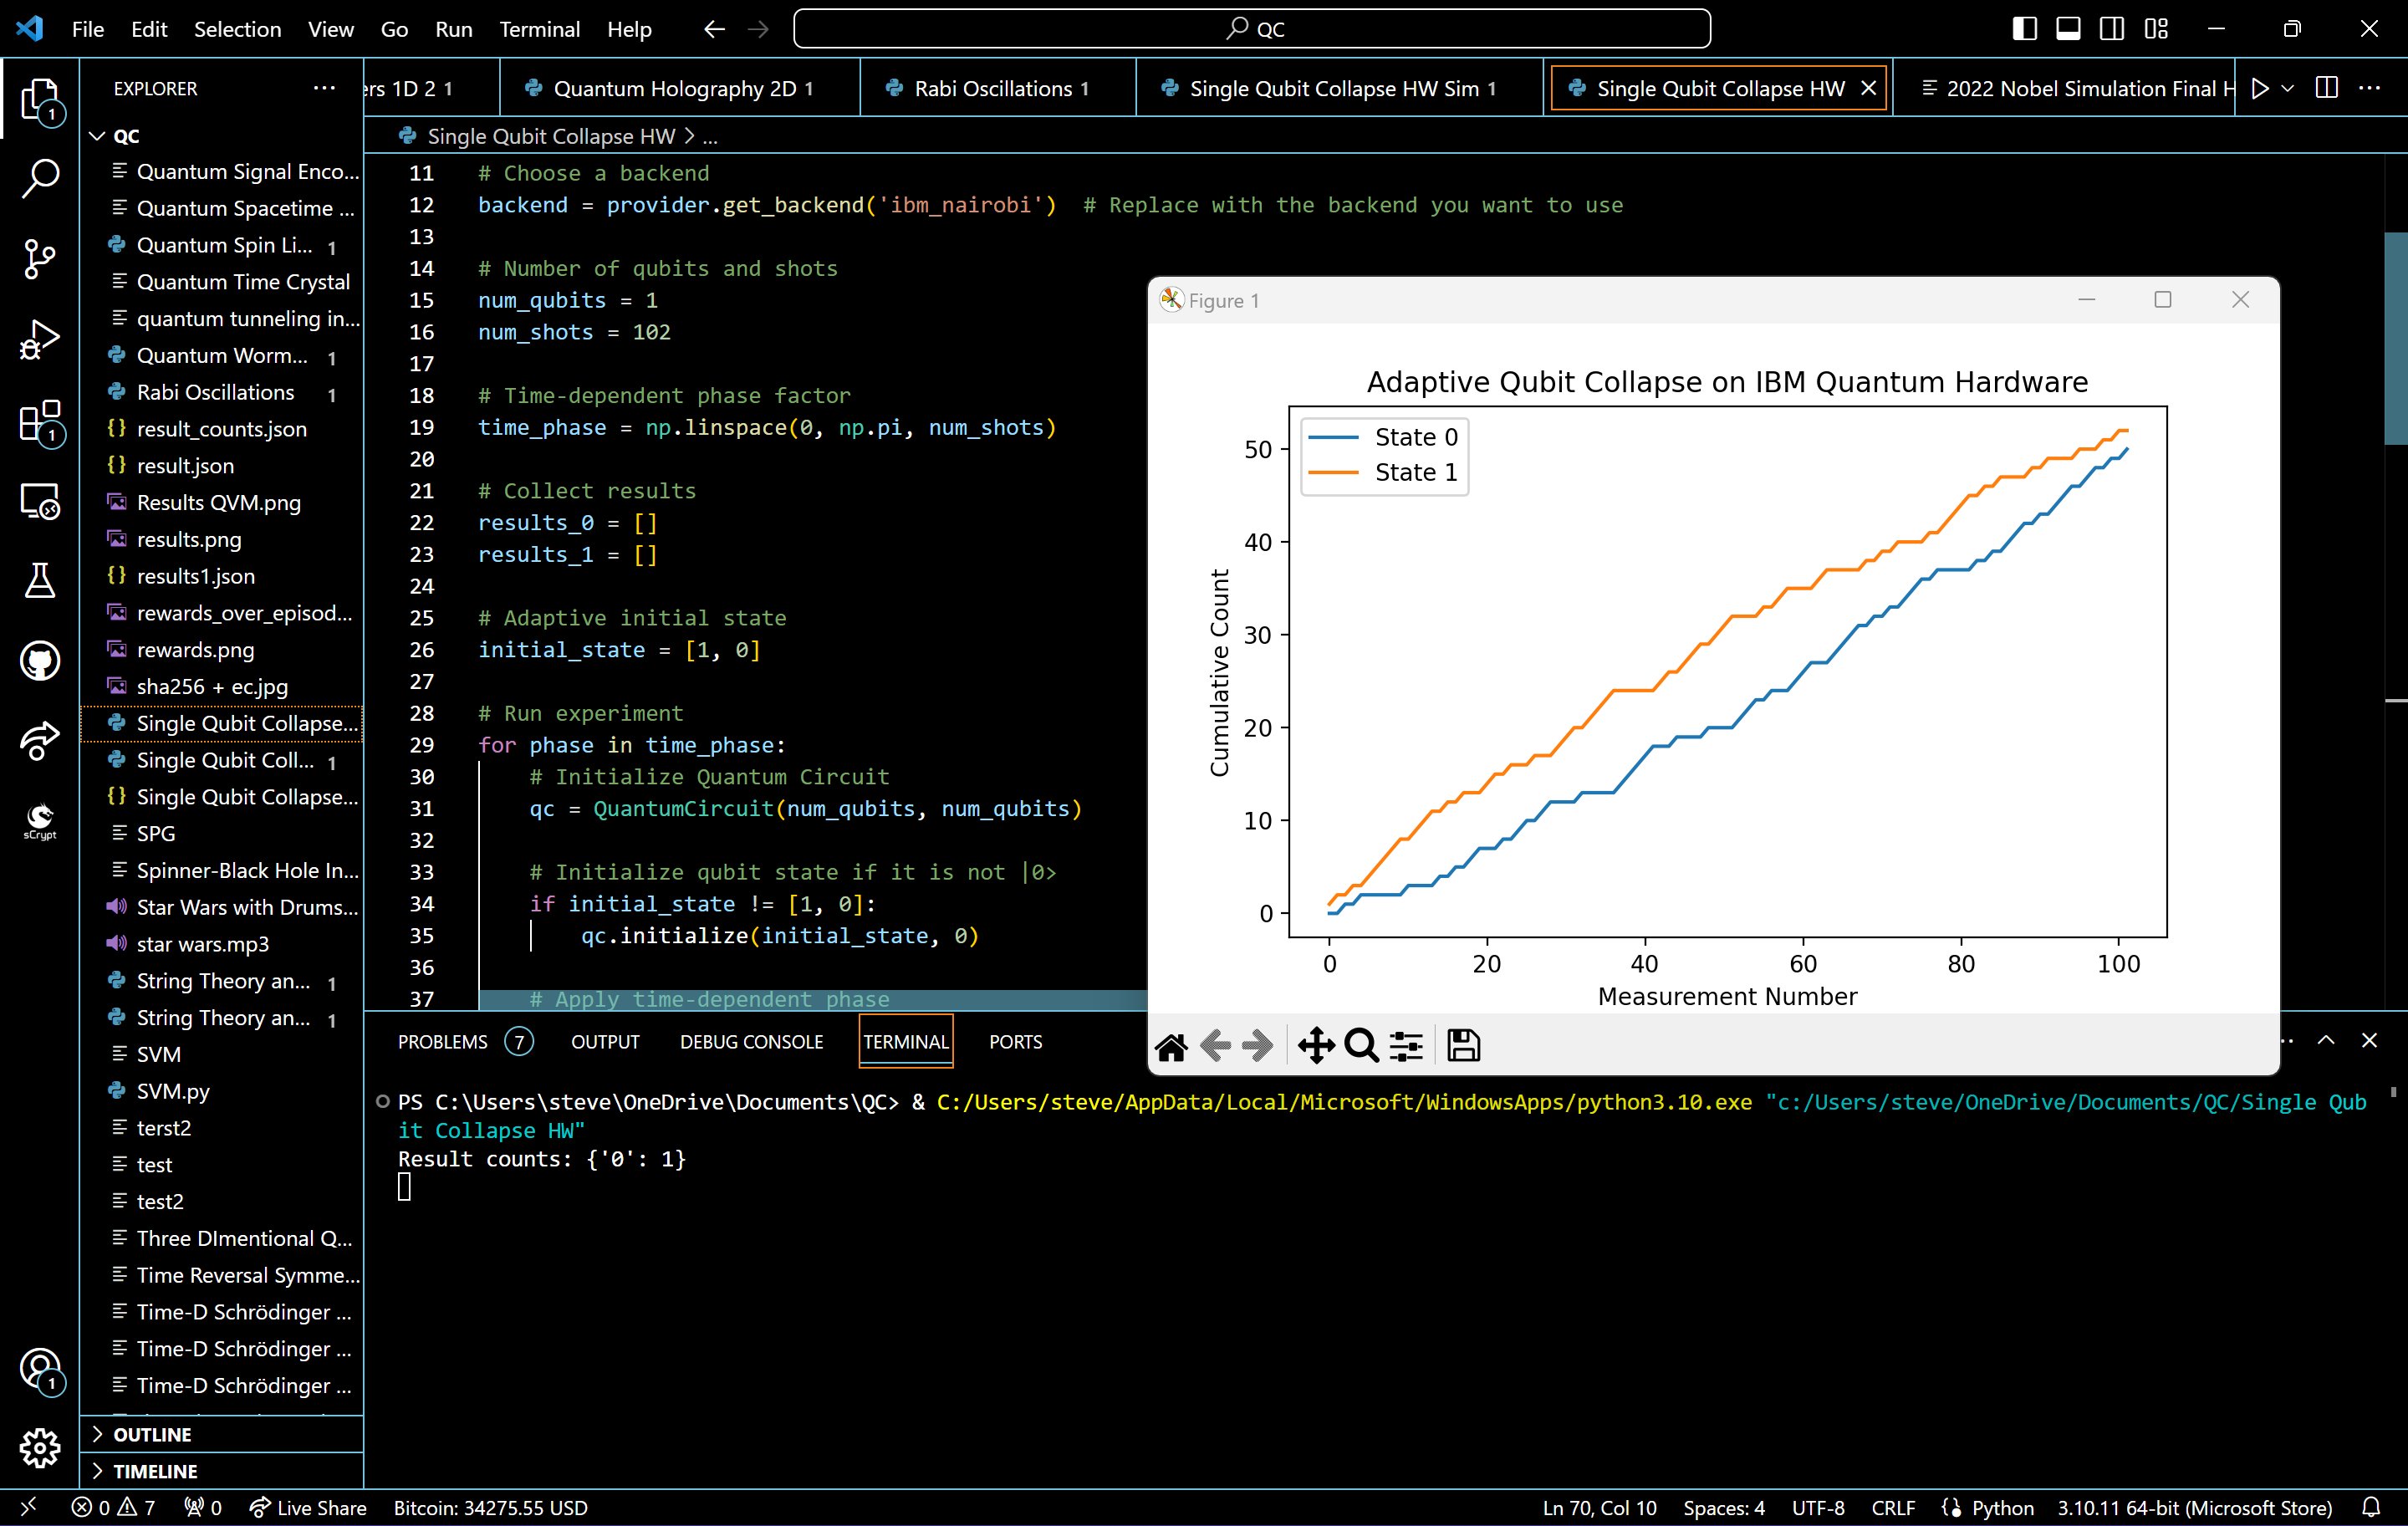 File Edit Selection View Go Run Terminal Help
QC
EXPLORER
ers 1D 2 1
Quantum Holography 2D 1
Rabi Oscillations 1
Single Qubit Collapse HW Sim 1
Single Qubit Collapse HW
2022 Nobel Simulation Final H
1
1
1
sCrypt
QC
Quantum Signal Enco...
Quantum Spacetime ...
Quantum Spin Li... 1
Quantum Time Crystal
quantum tunneling in...
Quantum Worm... 1
Rabi Oscillations 1
result_counts.json
result.json
Results QVM.png
results.png
results1.json
rewards_over_episod...
rewards.png
sha256 + ec.jpg
Single Qubit Collapse...
Single Qubit Coll... 1
Single Qubit Collapse...
SPG
Spinner-Black Hole In...
Star Wars with Drums...
star wars.mp3
String Theory an... 1
String Theory an... 1
SVM
SVM.py
terst2
test
test2
Three DImentional Q...
Time Reversal Symme...
Time-D Schrödinger ...
Time-D Schrödinger ...
Time-D Schrödinger ...
OUTLINE
TIMELINE
Single Qubit Collapse HW > ...
11 # Choose a backend
12 backend = provider.get_backend('ibm_nairobi')  # Replace with the backend you want to use
13
14 # Number of qubits and shots
15 num_qubits = 1
16 num_shots = 102
17
18 # Time-dependent phase factor
19 time_phase = np.linspace(0, np.pi, num_shots)
20
21 # Collect results
22 results_0 = []
23 results_1 = []
24
25 # Adaptive initial state
26 initial_state = [1, 0]
27
28 # Run experiment
29 for phase in time_phase:
30     # Initialize Quantum Circuit
31     qc = QuantumCircuit(num_qubits, num_qubits)
32
33     # Initialize qubit state if it is not |0>
34     if initial_state != [1, 0]:
35         qc.initialize(initial_state, 0)
36
37     # Apply time-dependent phase
Figure 1
Adaptive Qubit Collapse on IBM Quantum Hardware
State 0
State 1
50
40
30
20
10
0
Cumulative Count
0 20 40 60 80 100
Measurement Number
PROBLEMS 7 OUTPUT DEBUG CONSOLE TERMINAL PORTS
PS C:\Users\steve\OneDrive\Documents\QC> & C:/Users/steve/AppData/Local/Microsoft/WindowsApps/python3.10.exe "c:/Users/steve/OneDrive/Documents/QC/Single Qub
it Collapse HW"
Result counts: {'0': 1}
0 7 0 Live Share Bitcoin: 34275.55 USD Ln 70, Col 10 Spaces: 4 UTF-8 CRLF Python 3.10.11 64-bit (Microsoft Store)